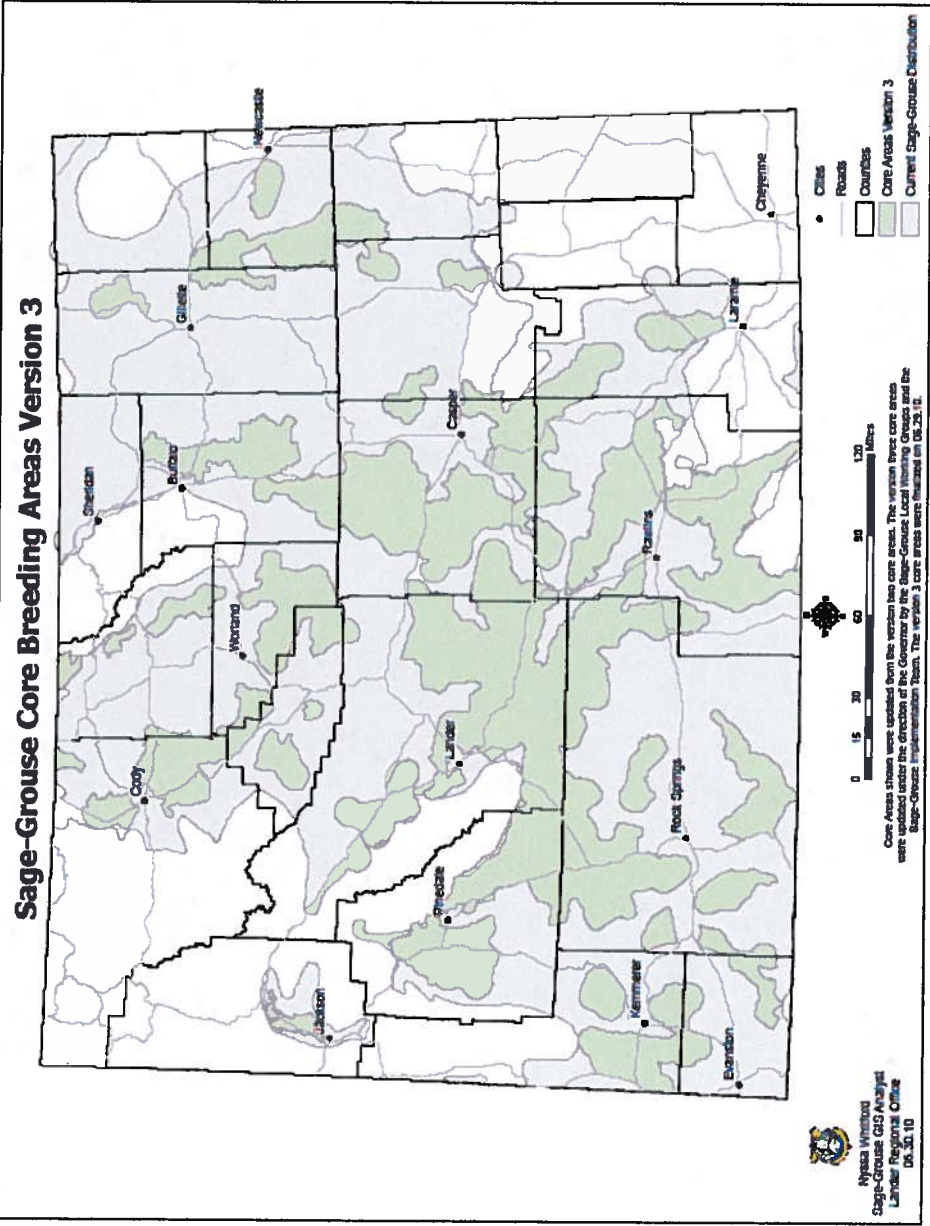 Sage-Grouse Core Breeding Areas Version 3
Sheridan
Cody
Buffalo
Gillette
Newcastle
Worland
Jackson
Pinedale
Lander
Casper
Kemmerer
Rock Springs
Rawlins
Evanston
Laramie
Cheyenne
Nyssa Whitford
Sage-Grouse GIS Analyst
Lander Regional Office
06.30.10
0 15 30 60 90 120
Miles
Core Areas shown were updated from the version two core areas. The version three core areas
were updated under the direction of the Governor by the Sage-Grouse Local Working Groups and the
Sage-Grouse Implementation Team. The version 3 core areas were finalized on 06.29.10.
Cities
Roads
Counties
Core Areas Version 3
Current Sage-Grouse Distribution